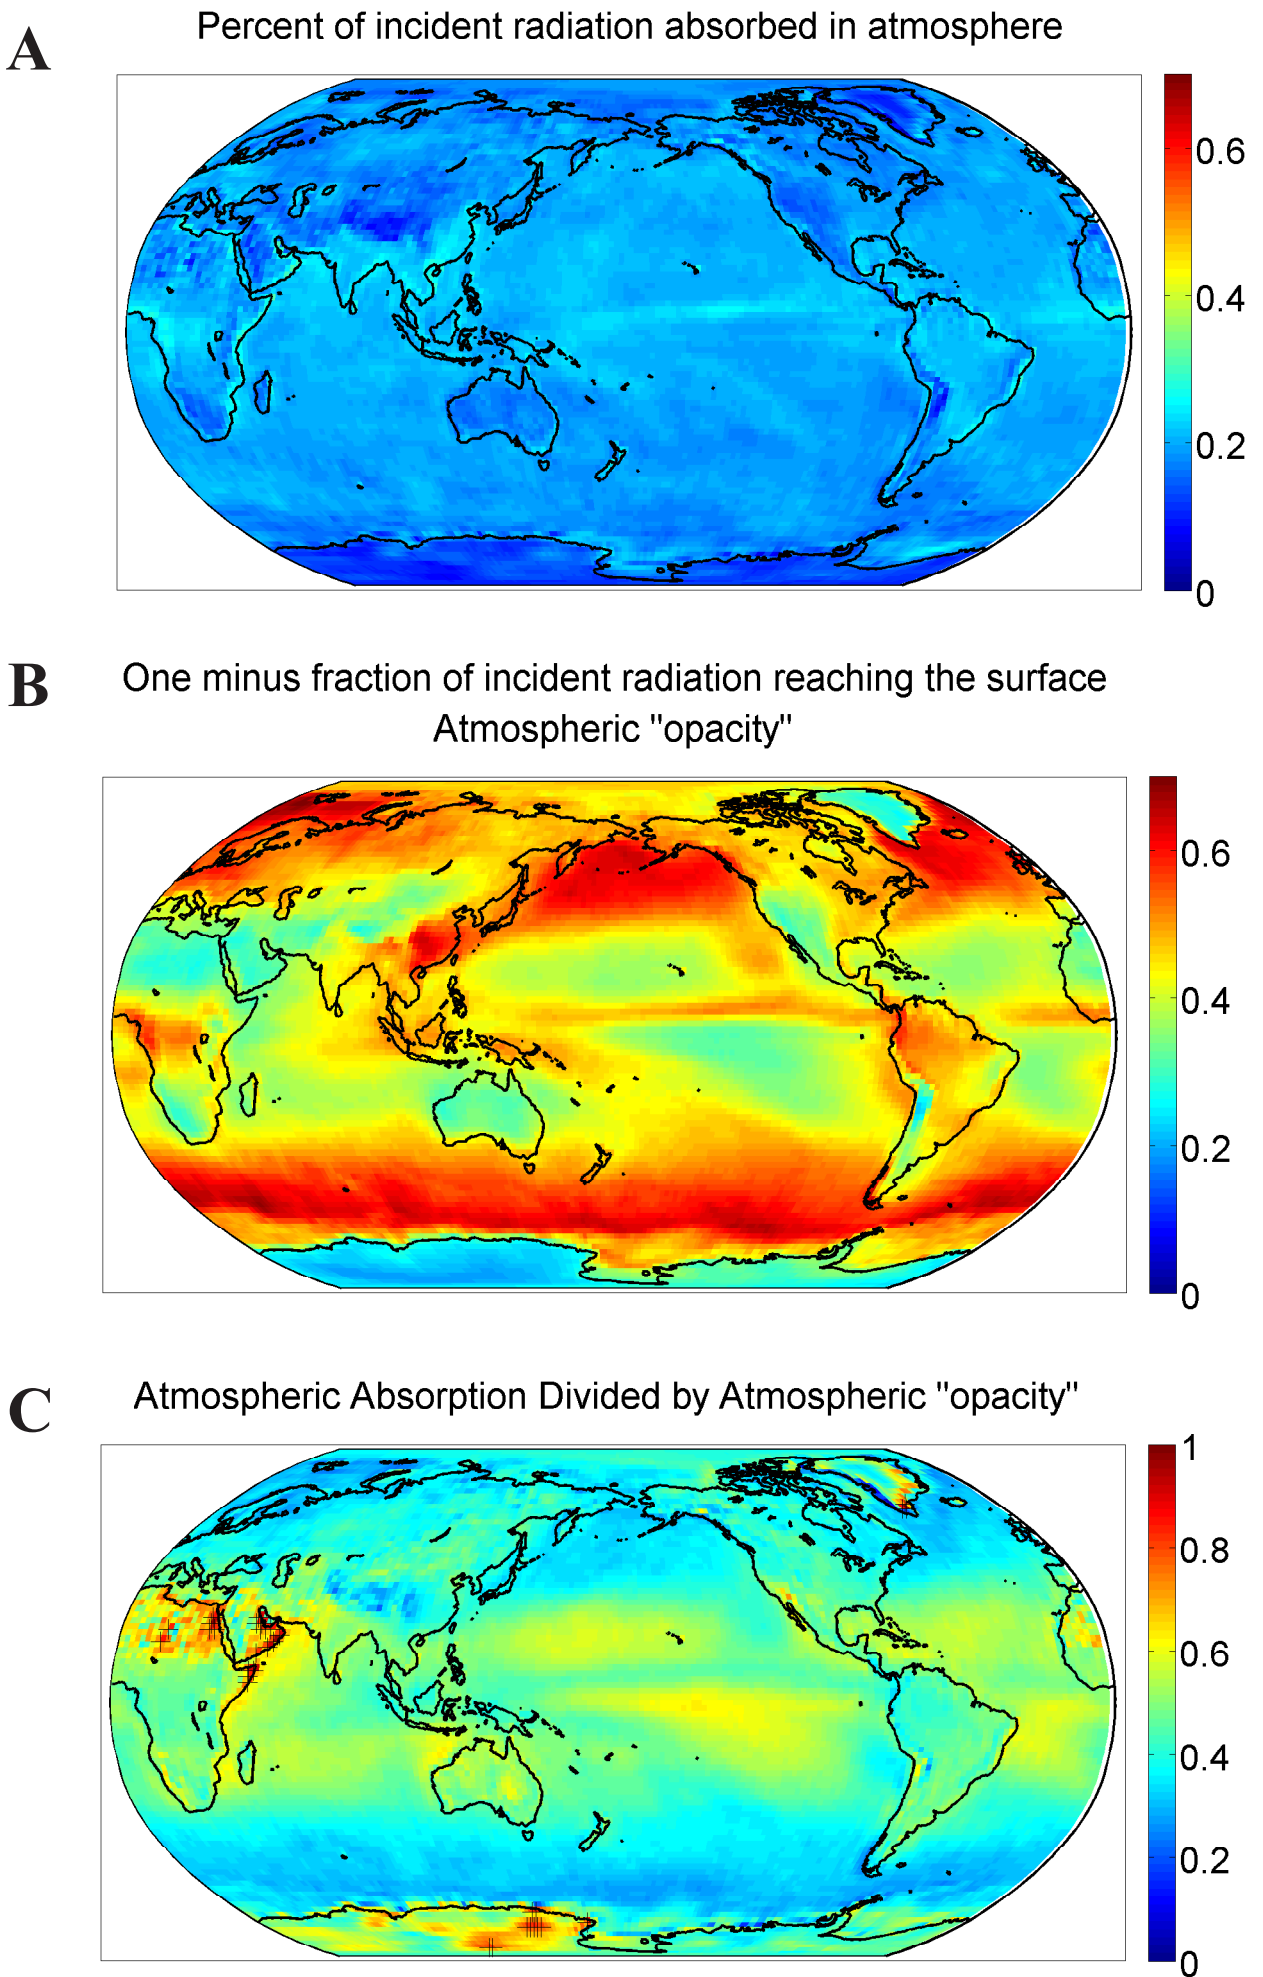 A
Percent of incident radiation absorbed in atmosphere
0.6
0.4
0.2
0
B
One minus fraction of incident radiation reaching the surface
Atmospheric "opacity"
0.6
0.4
0.2
0
C
Atmospheric Absorption Divided by Atmospheric "opacity"
1
0.8
0.6
0.4
0.2
0